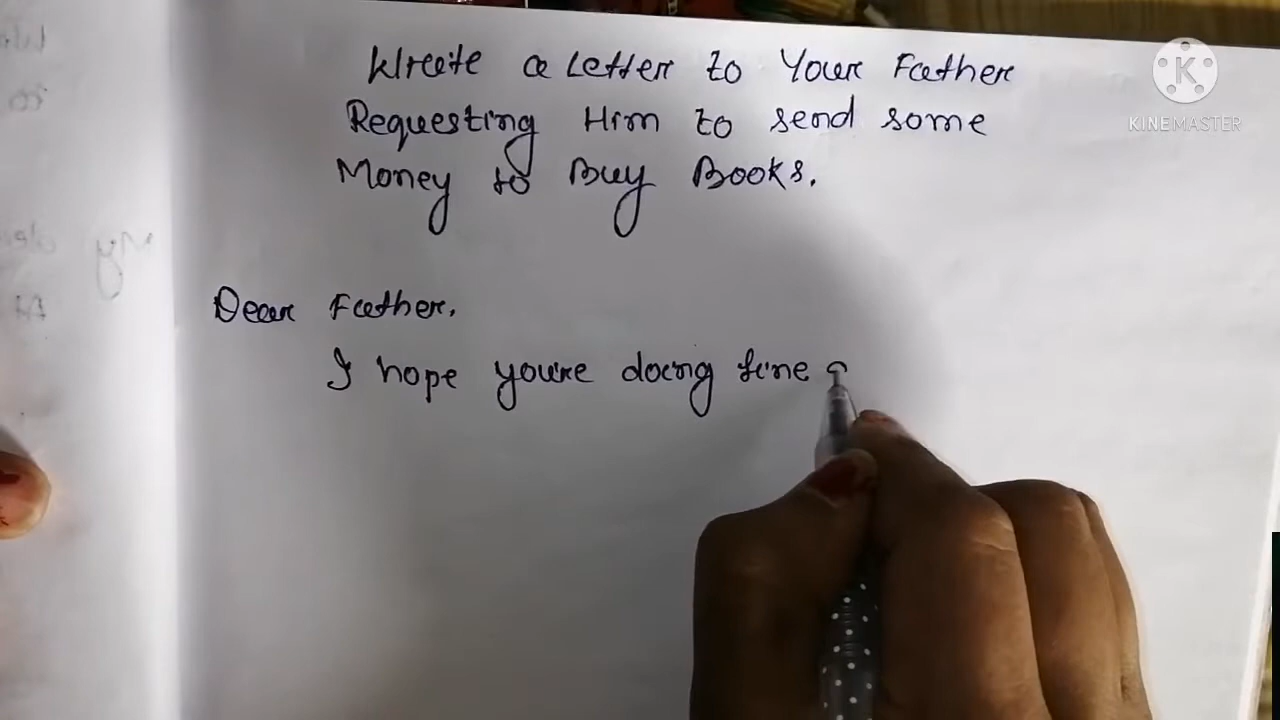 Write a Letter to Your Father
Requesting Him to send some
Money to Buy Books.
Dear Father.
I hope you're doing fine
KINEMASTER